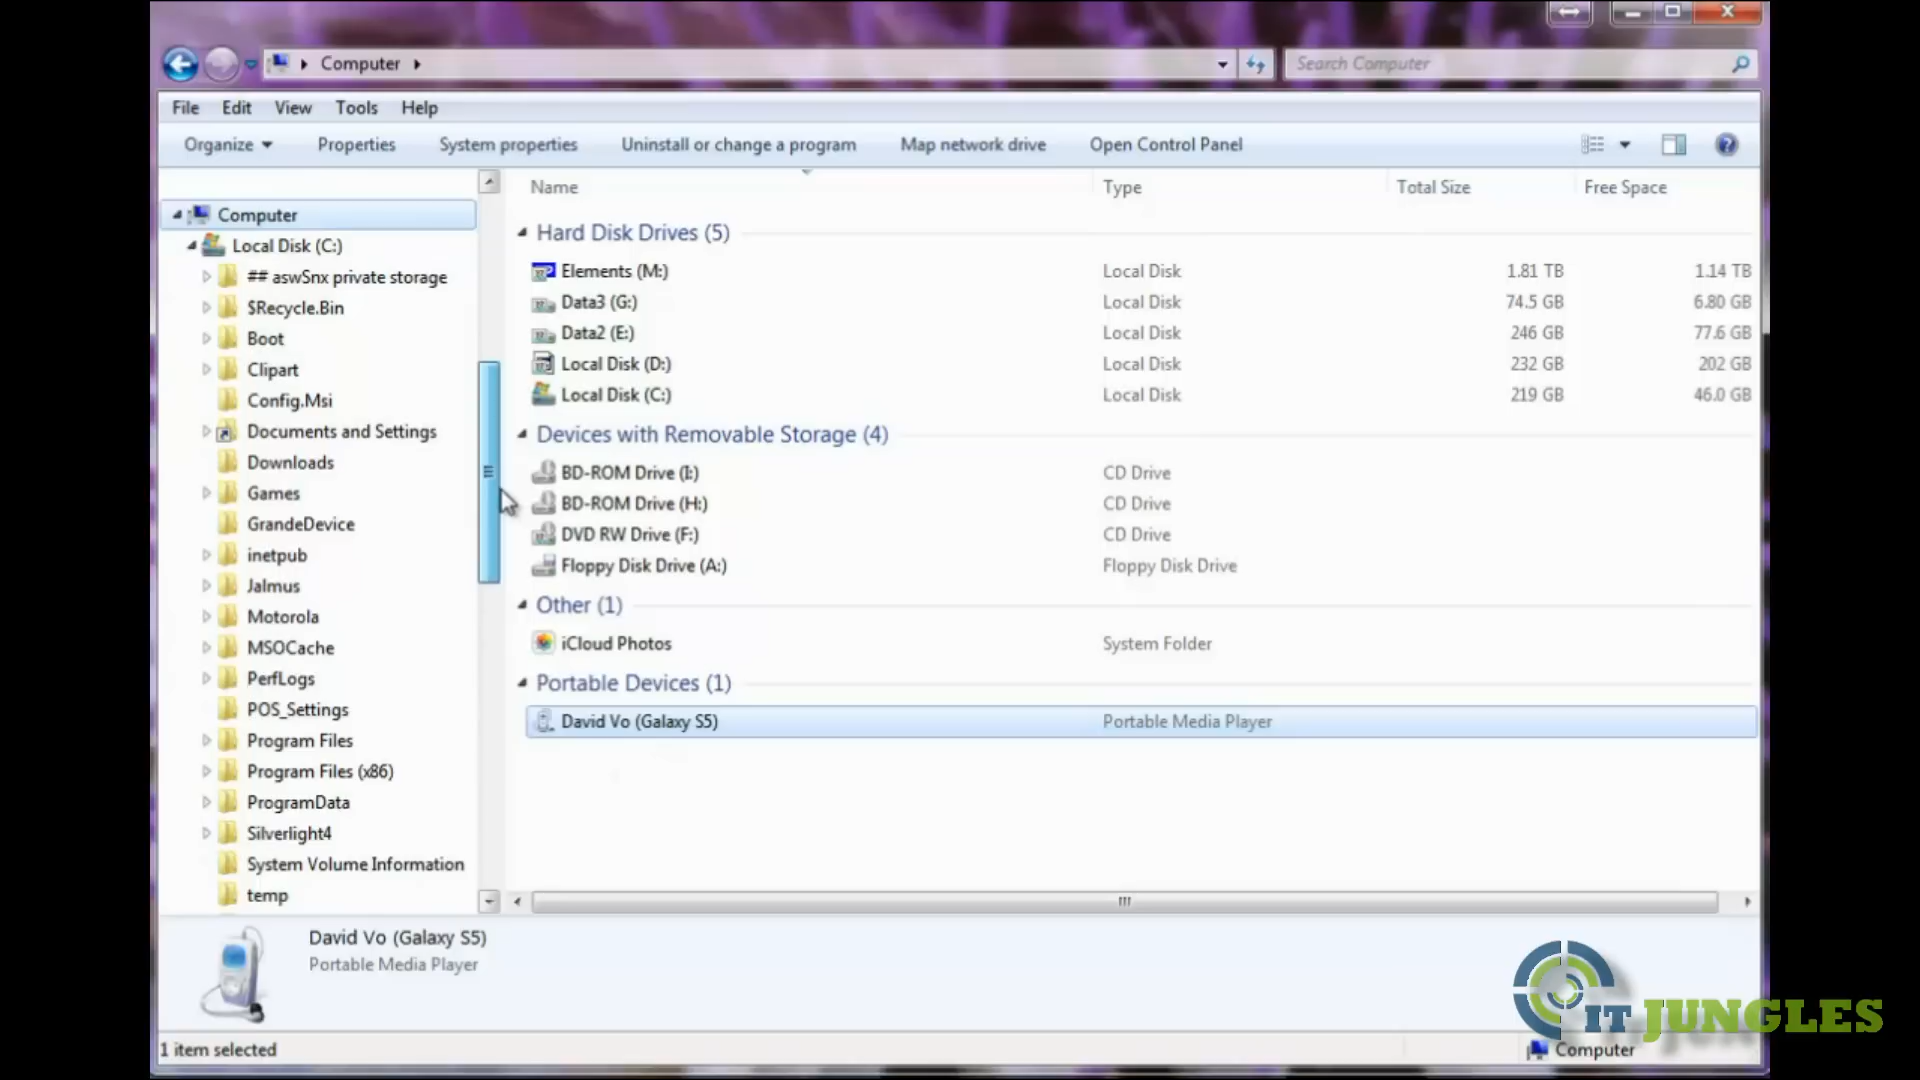 Computer
Search Computer
File Edit View Tools Help
Organize Properties System properties Uninstall or change a program Map network drive Open Control Panel
Computer
Local Disk (C:)
## aswSnx private storage
$Recycle.Bin
Boot
Clipart
Config.Msi
Documents and Settings
Downloads
Games
GrandeDevice
inetpub
Jalmus
Motorola
MSOCache
PerfLogs
POS_Settings
Program Files
Program Files (x86)
ProgramData
Silverlight4
System Volume Information
temp
Name Type Total Size Free Space
Hard Disk Drives (5)
Elements (M:) Local Disk 1.81 TB 1.14 TB
Data3 (G:) Local Disk 74.5 GB 6.80 GB
Data2 (E:) Local Disk 246 GB 77.6 GB
Local Disk (D:) Local Disk 232 GB 202 GB
Local Disk (C:) Local Disk 219 GB 46.0 GB
Devices with Removable Storage (4)
BD-ROM Drive (I:) CD Drive
BD-ROM Drive (H:) CD Drive
DVD RW Drive (F:) CD Drive
Floppy Disk Drive (A:) Floppy Disk Drive
Other (1)
iCloud Photos System Folder
Portable Devices (1)
David Vo (Galaxy S5) Portable Media Player
David Vo (Galaxy S5)
Portable Media Player
IT JUNGLES
1 item selected
Computer